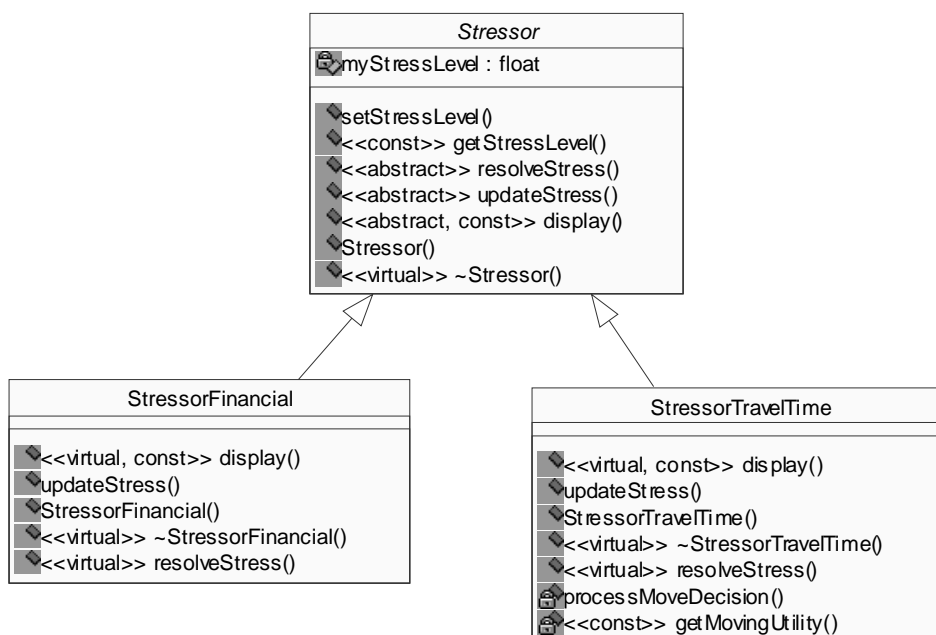 Stressor
myStressLevel : float
setStressLevel()
<<const>> getStressLevel()
<<abstract>> resolveStress()
<<abstract>> updateStress()
<<abstract, const>> display()
Stressor()
<<virtual>> ~Stressor()
StressorFinancial
<<virtual, const>> display()
updateStress()
StressorFinancial()
<<virtual>> ~StressorFinancial()
<<virtual>> resolveStress()
StressorTravelTime
<<virtual, const>> display()
updateStress()
StressorTravelTime()
<<virtual>> ~StressorTravelTime()
<<virtual>> resolveStress()
processMoveDecision()
<<const>> getMovingUtility()